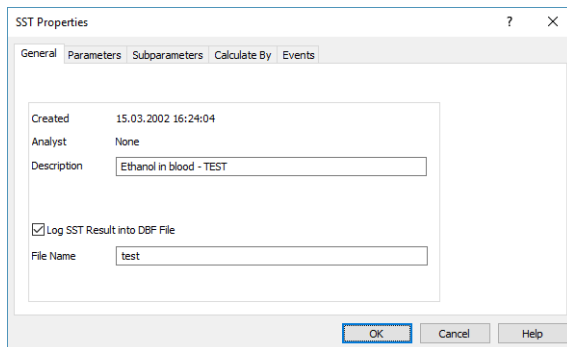 SST Properties ?
General Parameters Subparameters Calculate By Events
Created 15.03.2002 16:24:04
Analyst None
Description Ethanol in blood - TEST
Log SST Result into DBF File
File Name test
OK Cancel Help